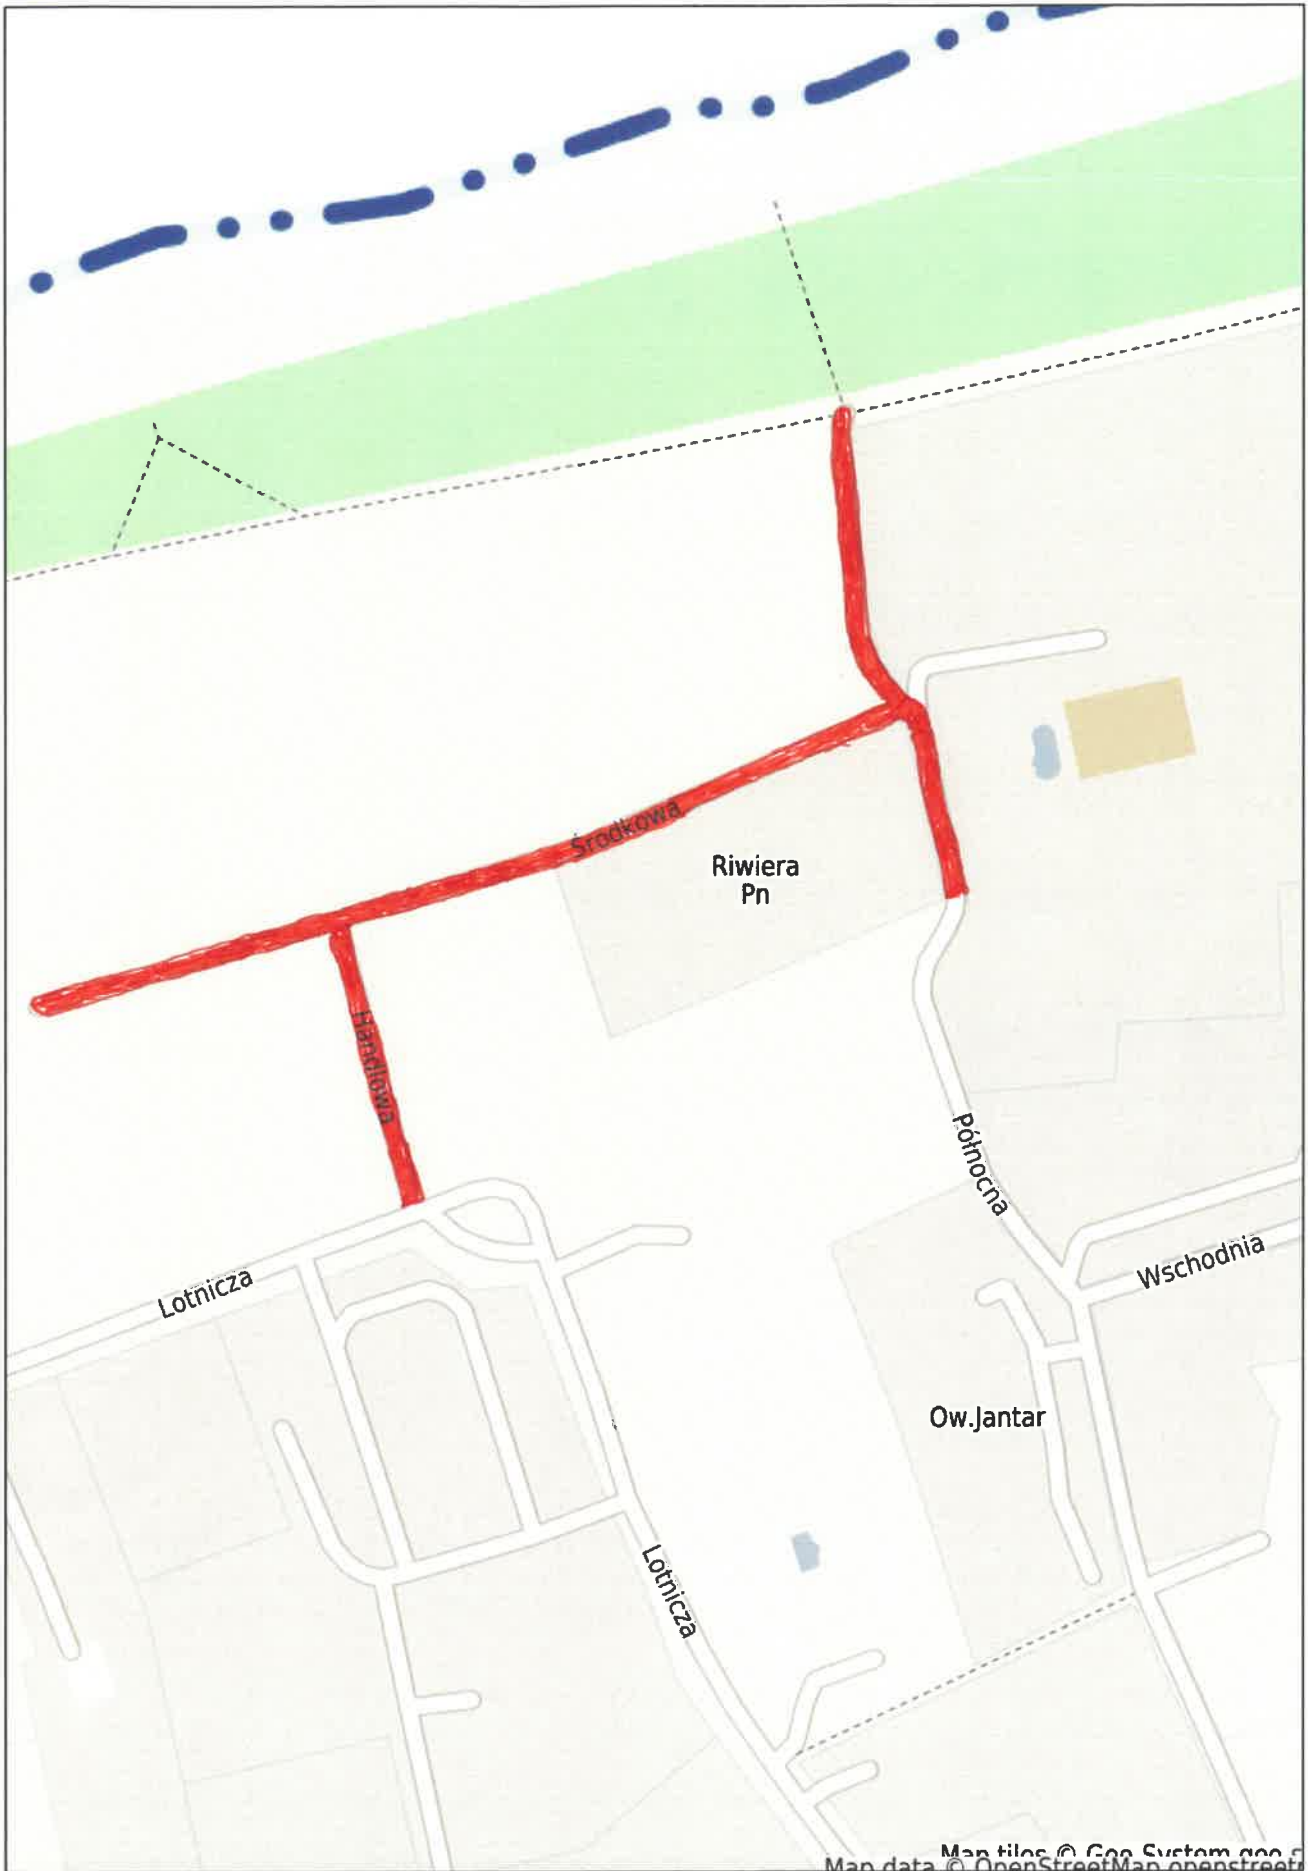 Środkowa
Riwiera
Pn
Handlowa
Północna
Wschodnia
Lotnicza
Ow.Jantar
Lotnicza
Map tiles © Geo System
Map data © OpenStreetMap